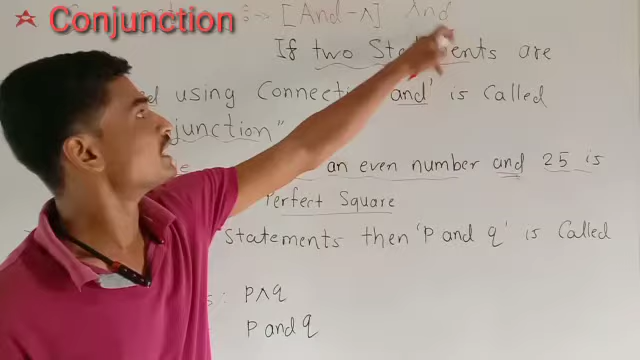 Conjunction
:-> [And-∧] And
If two Statements are
using Connective and' is Called
junction"
an even number and 25 is
Perfect Square
Statements then 'p and q' is Called
: p∧q
p and q